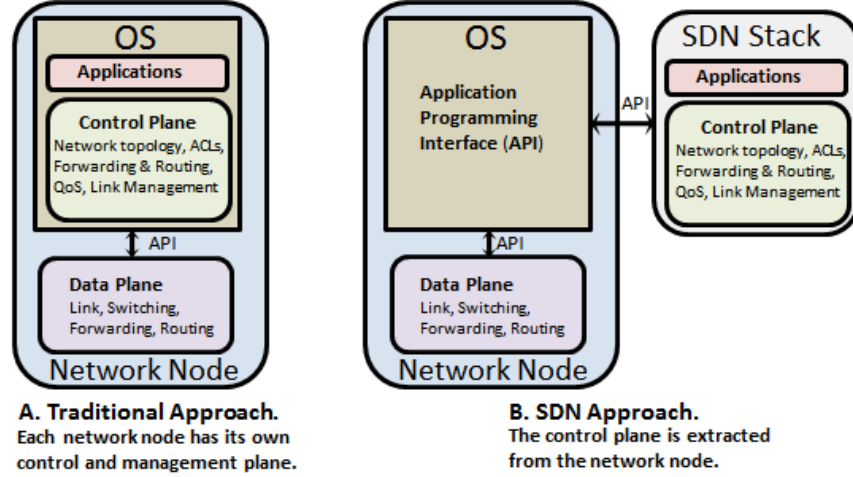 OS
Applications
Control Plane
Network topology, ACLs,
Forwarding & Routing,
QoS, Link Management
API
Data Plane
Link, Switching,
Forwarding, Routing
Network Node
A. Traditional Approach.
Each network node has its own
control and management plane.
OS
Application
Programming
Interface (API)
API
Data Plane
Link, Switching,
Forwarding, Routing
Network Node
API
SDN Stack
Applications
Control Plane
Network topology, ACLs,
Forwarding & Routing,
QoS, Link Management
B. SDN Approach.
The control plane is extracted
from the network node.